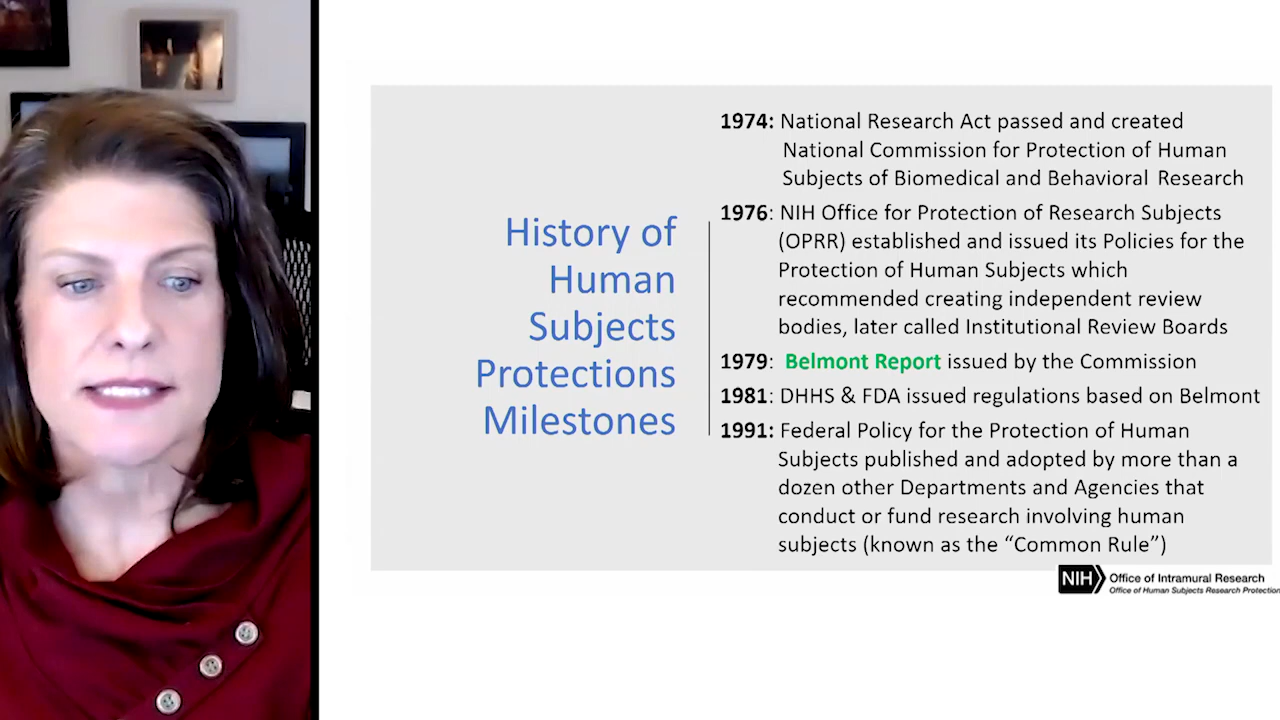 History of
Human
Subjects
Protections
Milestones
1974: National Research Act passed and created
National Commission for Protection of Human
Subjects of Biomedical and Behavioral Research
1976: NIH Office for Protection of Research Subjects
(OPRR) established and issued its Policies for the
Protection of Human Subjects which
recommended creating independent review
bodies, later called Institutional Review Boards
1979: Belmont Report issued by the Commission
1981: DHHS & FDA issued regulations based on Belmont
1991: Federal Policy for the Protection of Human
Subjects published and adopted by more than a
dozen other Departments and Agencies that
conduct or fund research involving human
subjects (known as the “Common Rule”)
NIH Office of Intramural Research
Office of Human Subjects Research Protection